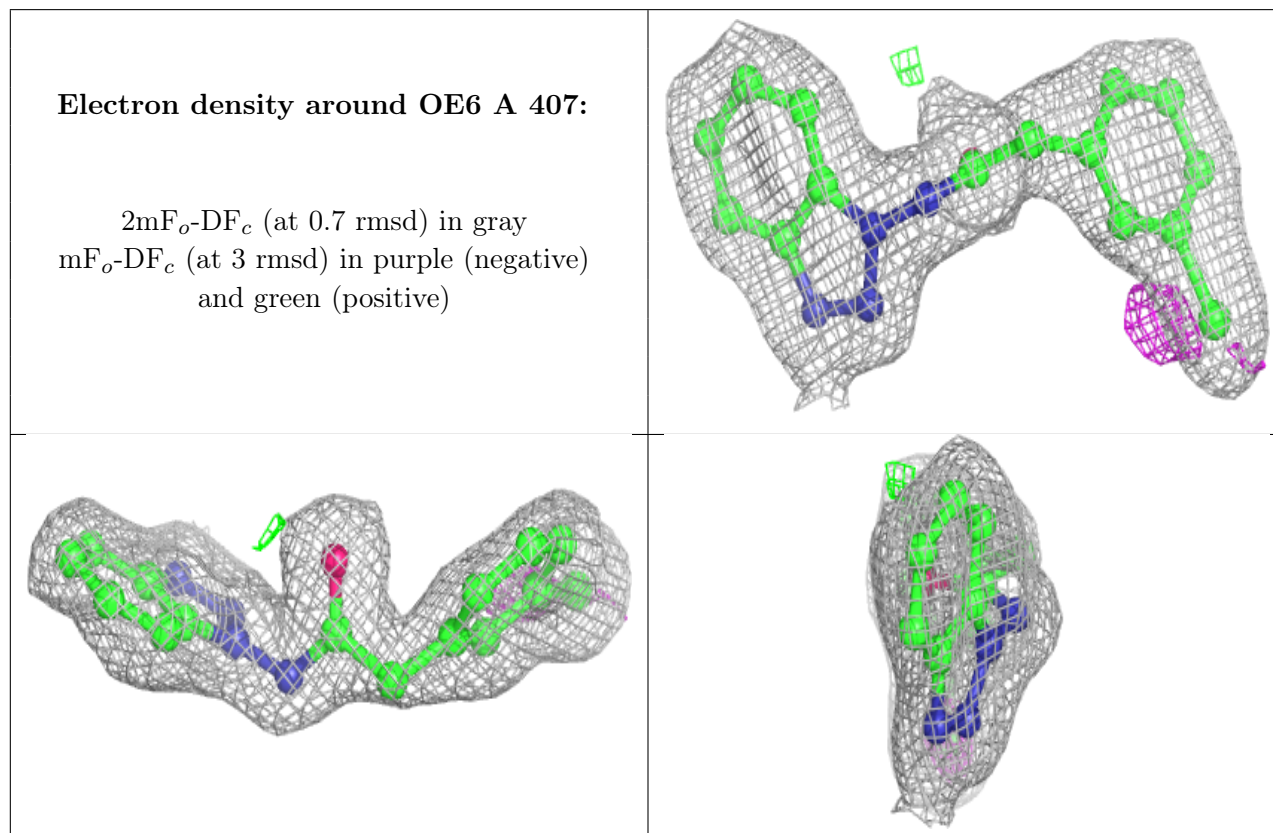 Electron density around OE6 A 407:
2mFo-DFc (at 0.7 rmsd) in gray
mFo-DFc (at 3 rmsd) in purple (negative)
and green (positive)